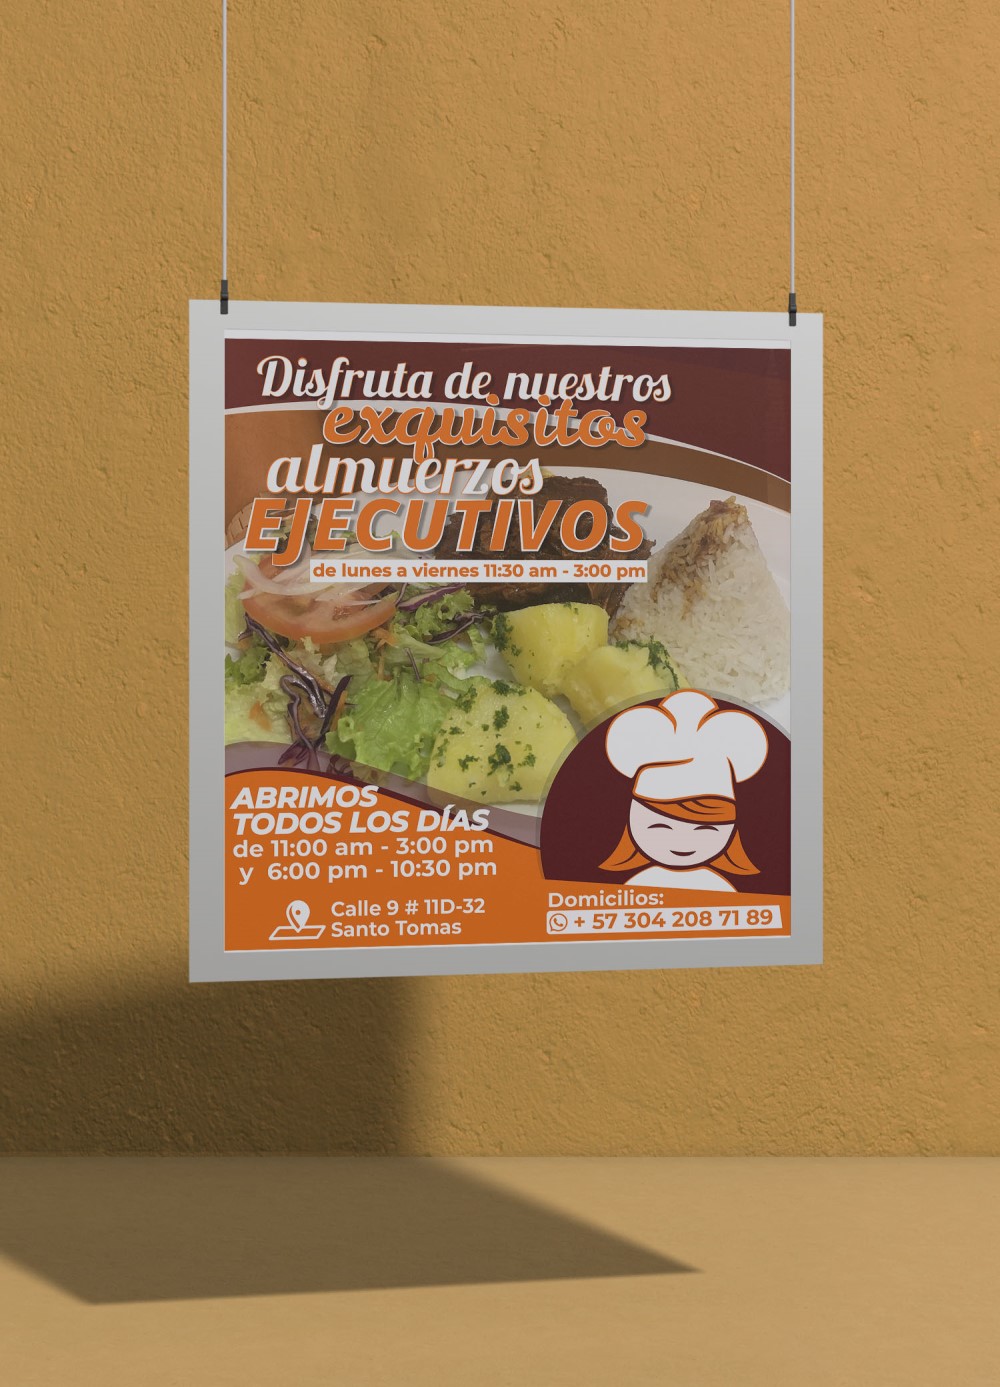 Disfruta de nuestros
exquisitos
almuerzos
EJECUTIVOS
de lunes a viernes 11:30 am - 3:00 pm
ABRIMOS
TODOS LOS DÍAS
de 11:00 am - 3:00 pm
y 6:00 pm - 10:30 pm
Calle 9 # 11D-32
Santo Tomas
Domicilios:
+ 57 304 208 71 89